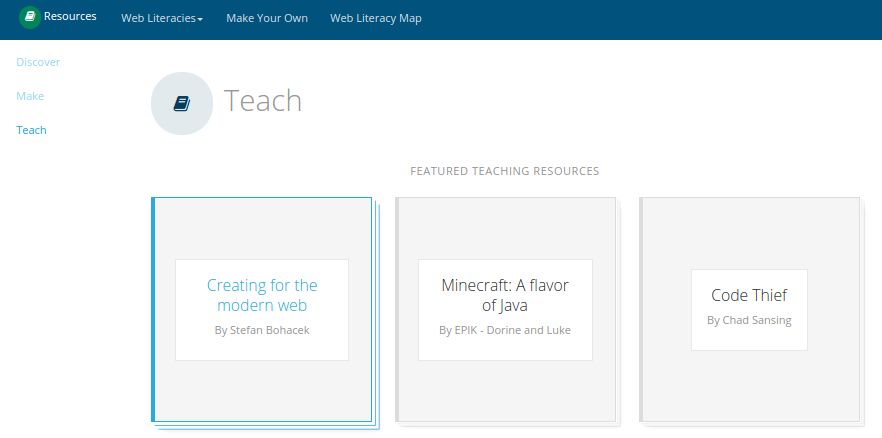 Resources Web Literacies Make Your Own Web Literacy Map
Discover
Make
Teach
Teach
FEATURED TEACHING RESOURCES
Creating for the
modern web
By Stefan Bohacek
Minecraft: A flavor
of Java
By EPIK - Dorine and Luke
Code Thief
By Chad Sansing